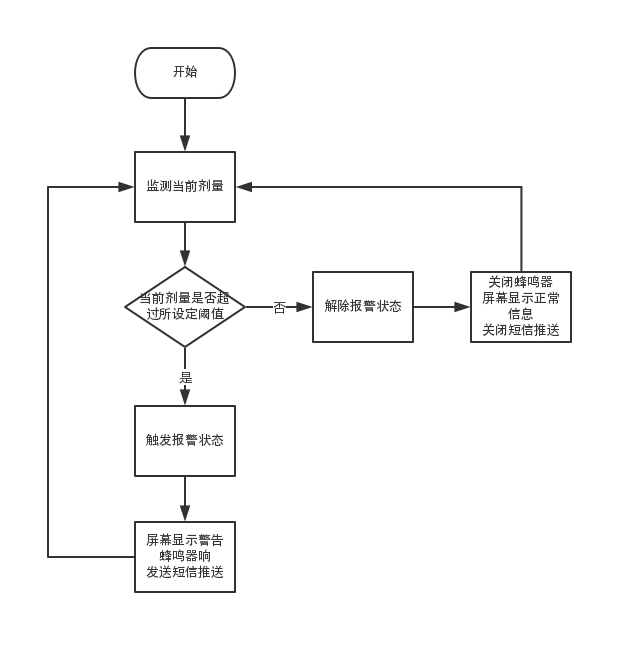 开始
监测当前剂量
当前剂量是否超
过所设定阈值
否
解除报警状态
关闭蜂鸣器
屏幕显示正常
信息
关闭短信推送
是
触发报警状态
屏幕显示警告
蜂鸣器响
发送短信推送